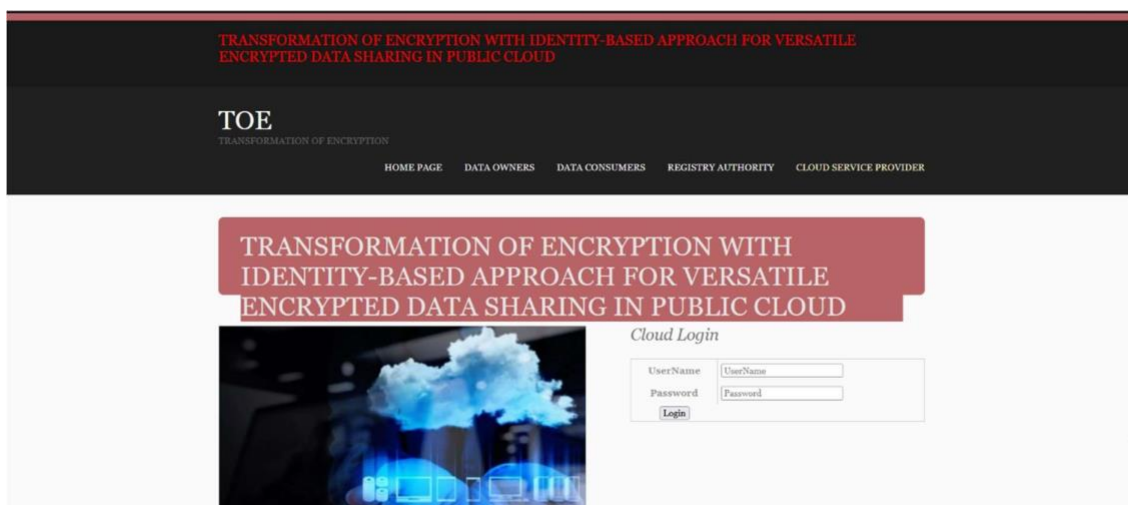 TRANSFORMATION OF ENCRYPTION WITH IDENTITY-BASED APPROACH FOR VERSATILE
ENCRYPTED DATA SHARING IN PUBLIC CLOUD
TOE
TRANSFORMATION OF ENCRYPTION
HOME PAGE DATA OWNERS DATA CONSUMERS REGISTRY AUTHORITY CLOUD SERVICE PROVIDER
TRANSFORMATION OF ENCRYPTION WITH
IDENTITY-BASED APPROACH FOR VERSATILE
ENCRYPTED DATA SHARING IN PUBLIC CLOUD
Cloud Login
UserName UserName
Password Password
Login